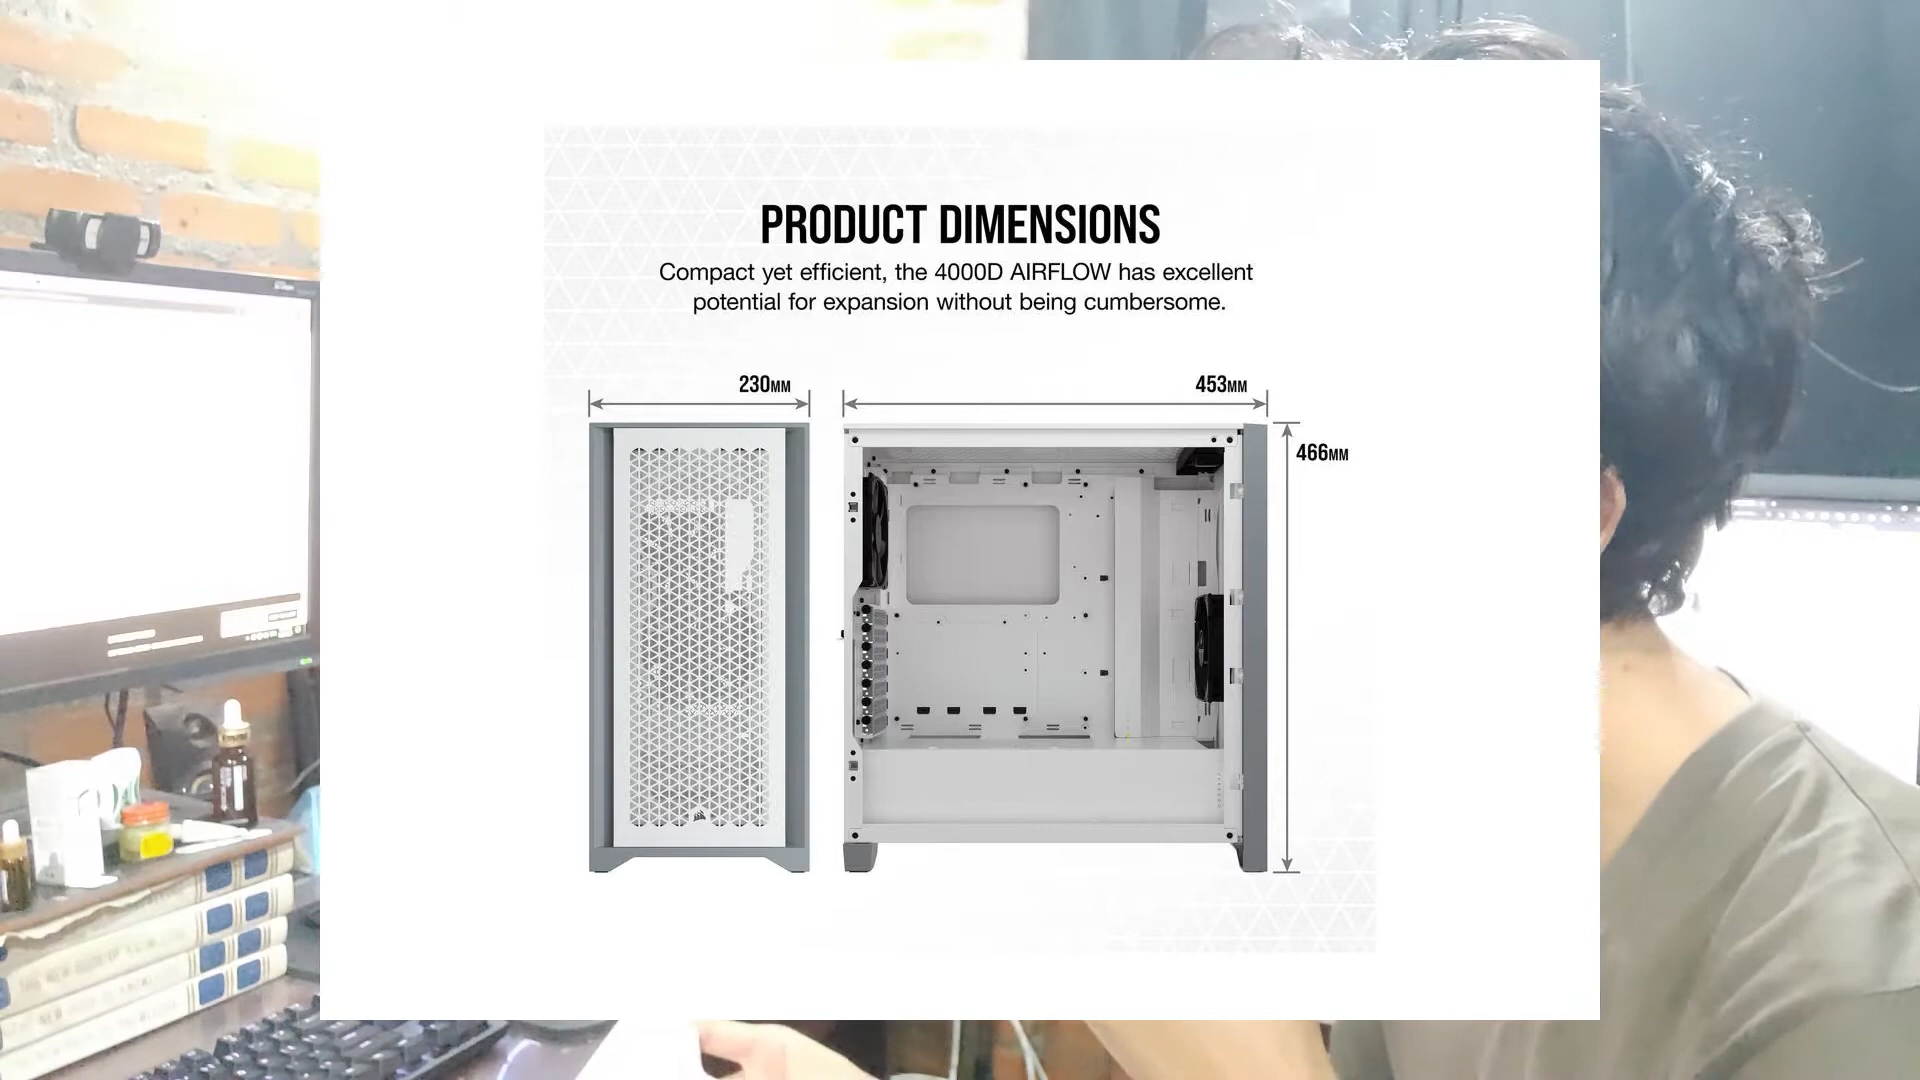 PRODUCT DIMENSIONS
Compact yet efficient, the 4000D AIRFLOW has excellent
potential for expansion without being cumbersome.
230MM
453MM
466MM